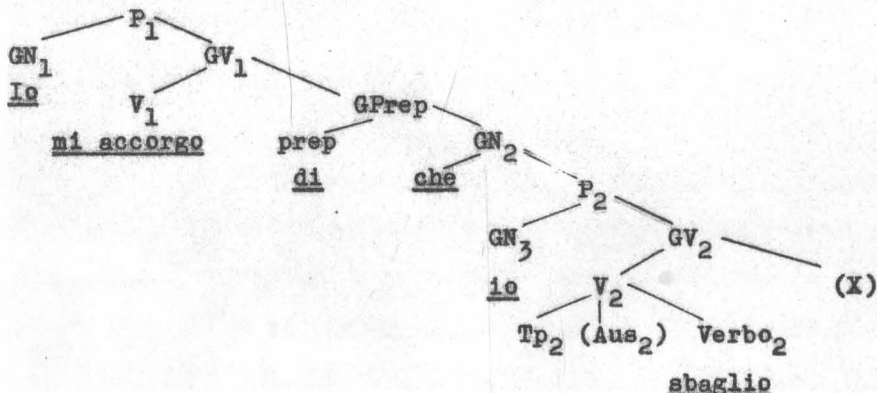 P1
GN1 GV1
Io
V1 GPrep
mi accorgo prep GN2
di che
P2
GN3 GV2
io V2 (X)
Tp2 (Aus2) Verbo2
sbaglio